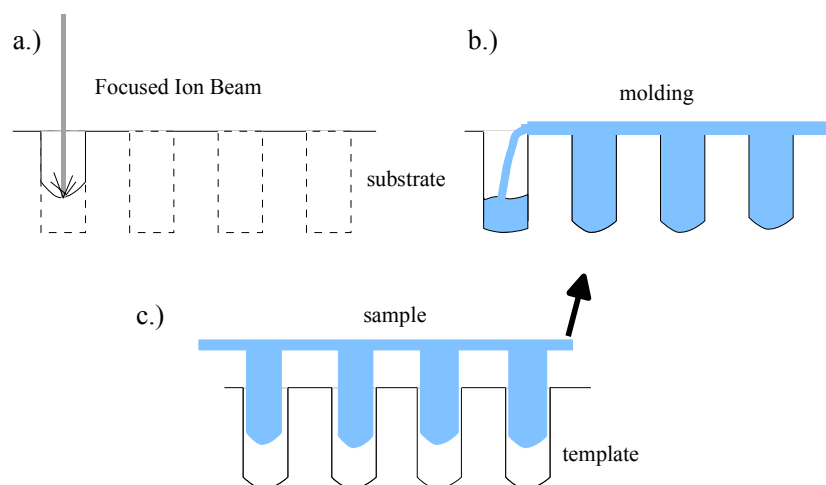 a.)
Focused Ion Beam
substrate
b.)
molding
c.)
sample
template